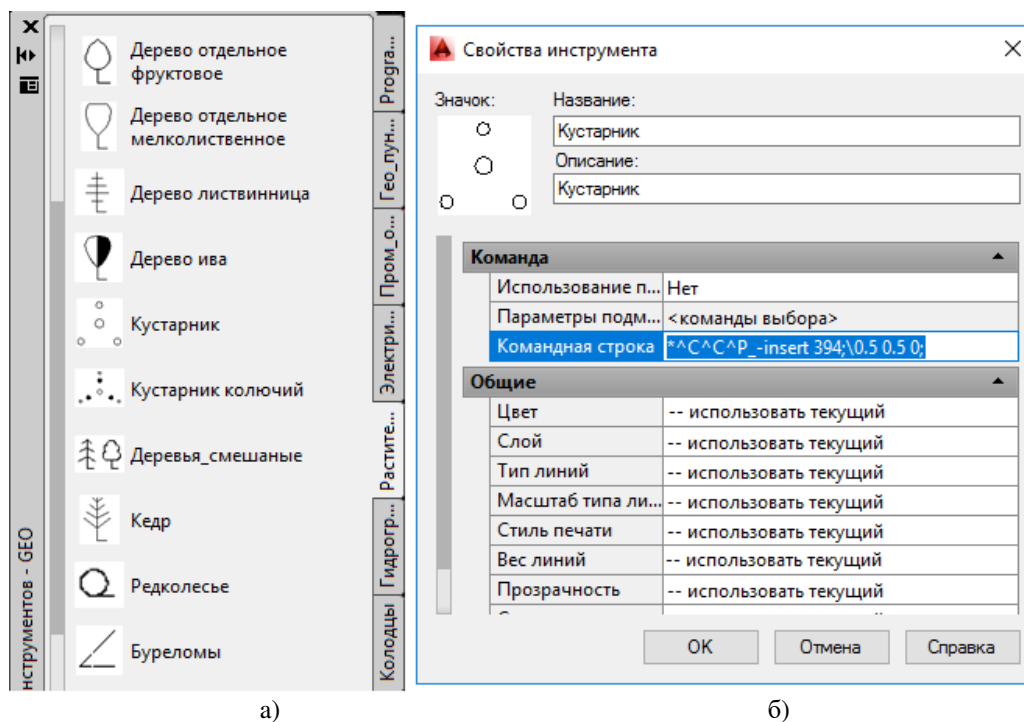 Дерево отдельное
фруктовое
Дерево отдельное
мелколиственное
Дерево листвинница
Дерево ива
Кустарник
Кустарник колючий
Деревья_смешаные
Кедр
Редколесье
Буреломы
нструментов - GEO
Progra...
Гео_пун...
Пром_о...
Электри...
Растите...
Гидрогр...
Колодцы
а)
Свойства инструмента
Значок:
Название:
Кустарник
Описание:
Кустарник
Команда
Использование п... Нет
Параметры подм... <команды выбора>
Командная строка *^C^C^P_-insert 394;\0.5 0.5 0;
Общие
Цвет -- использовать текущий
Слой -- использовать текущий
Тип линий -- использовать текущий
Масштаб типа ли... -- использовать текущий
Стиль печати -- использовать текущий
Вес линий -- использовать текущий
Прозрачность -- использовать текущий
OK Отмена Справка
б)